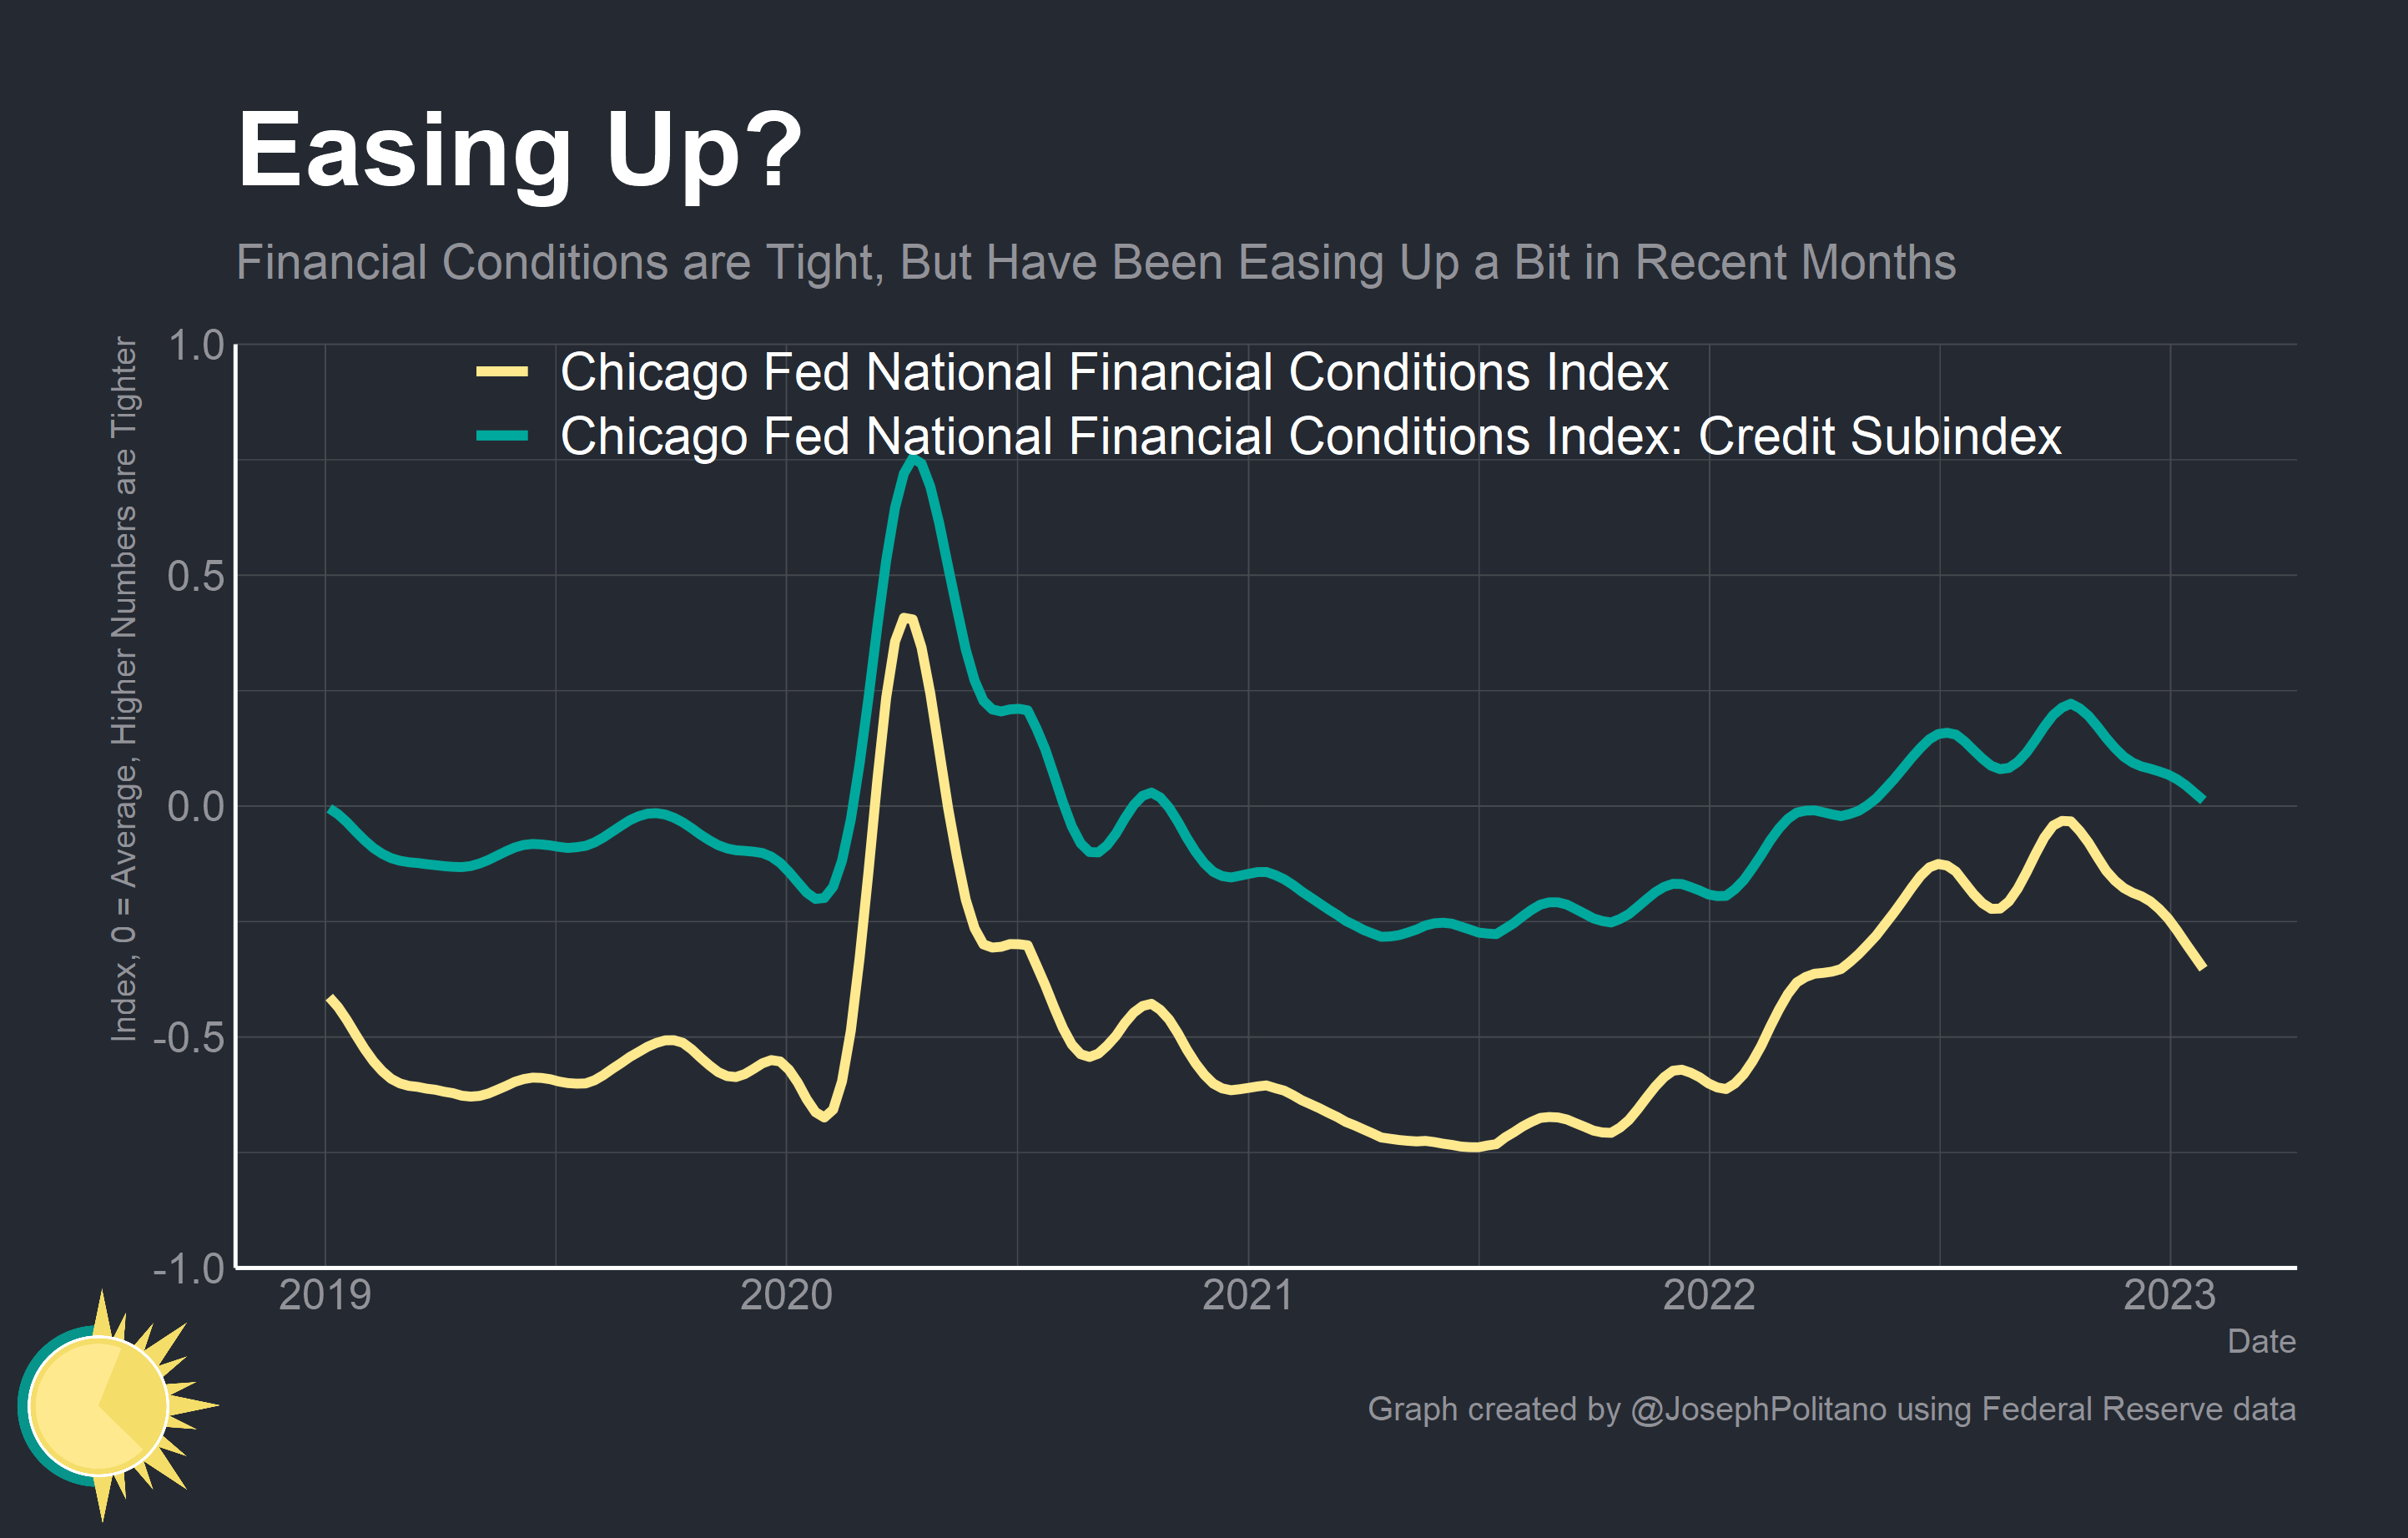 Easing Up?
Financial Conditions are Tight, But Have Been Easing Up a Bit in Recent Months
Index, 0 = Average, Higher Numbers are Tighter
1.0
0.5
0.0
-0.5
-1.0
Chicago Fed National Financial Conditions Index
Chicago Fed National Financial Conditions Index: Credit Subindex
2019 2020 2021 2022 2023
Date
Graph created by @JosephPolitano using Federal Reserve data